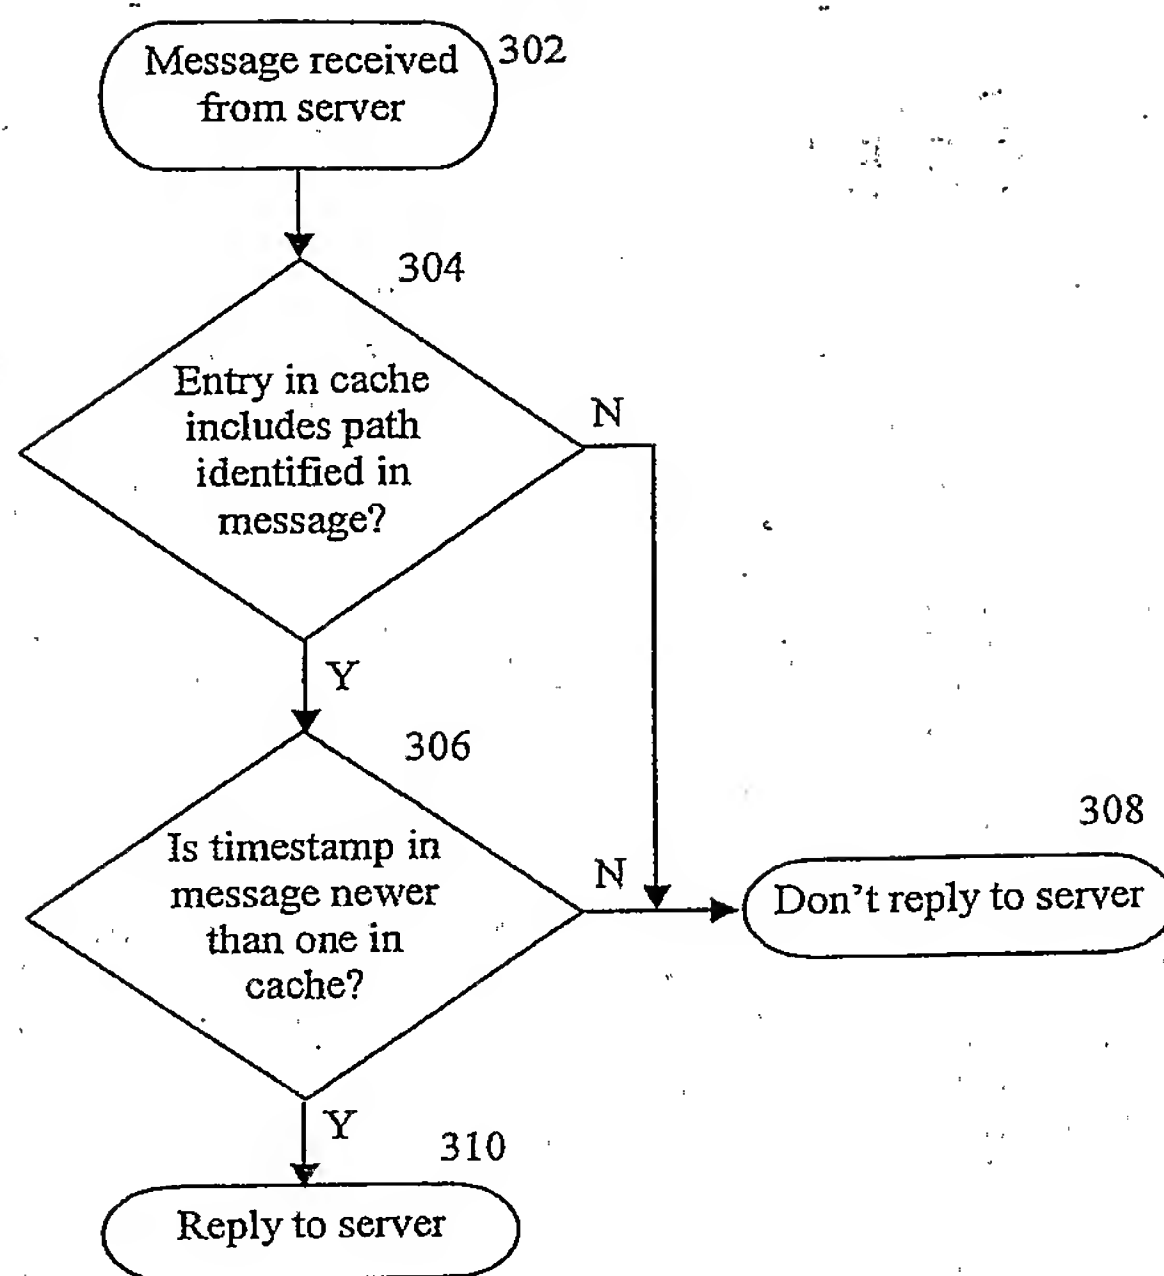 Message received
from server
302
304
Entry in cache
includes path
identified in
message?
N
Y
306
Is timestamp in
message newer
than one in
cache?
N
308
Don't reply to server
Y
310
Reply to server